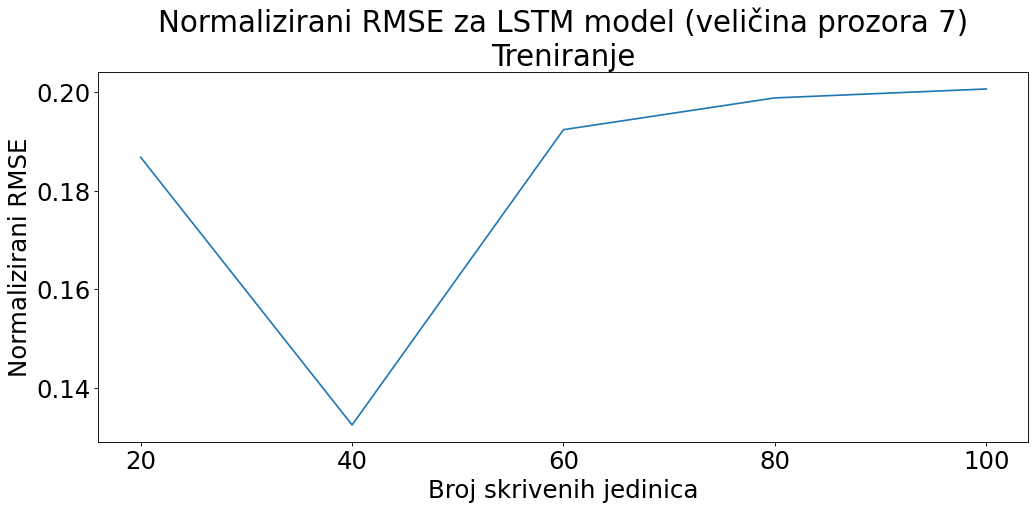 Normalizirani RMSE za LSTM model (veličina prozora 7)
Treniranje
Normalizirani RMSE
0.20
0.18
0.16
0.14
20 40 60 80 100
Broj skrivenih jedinica